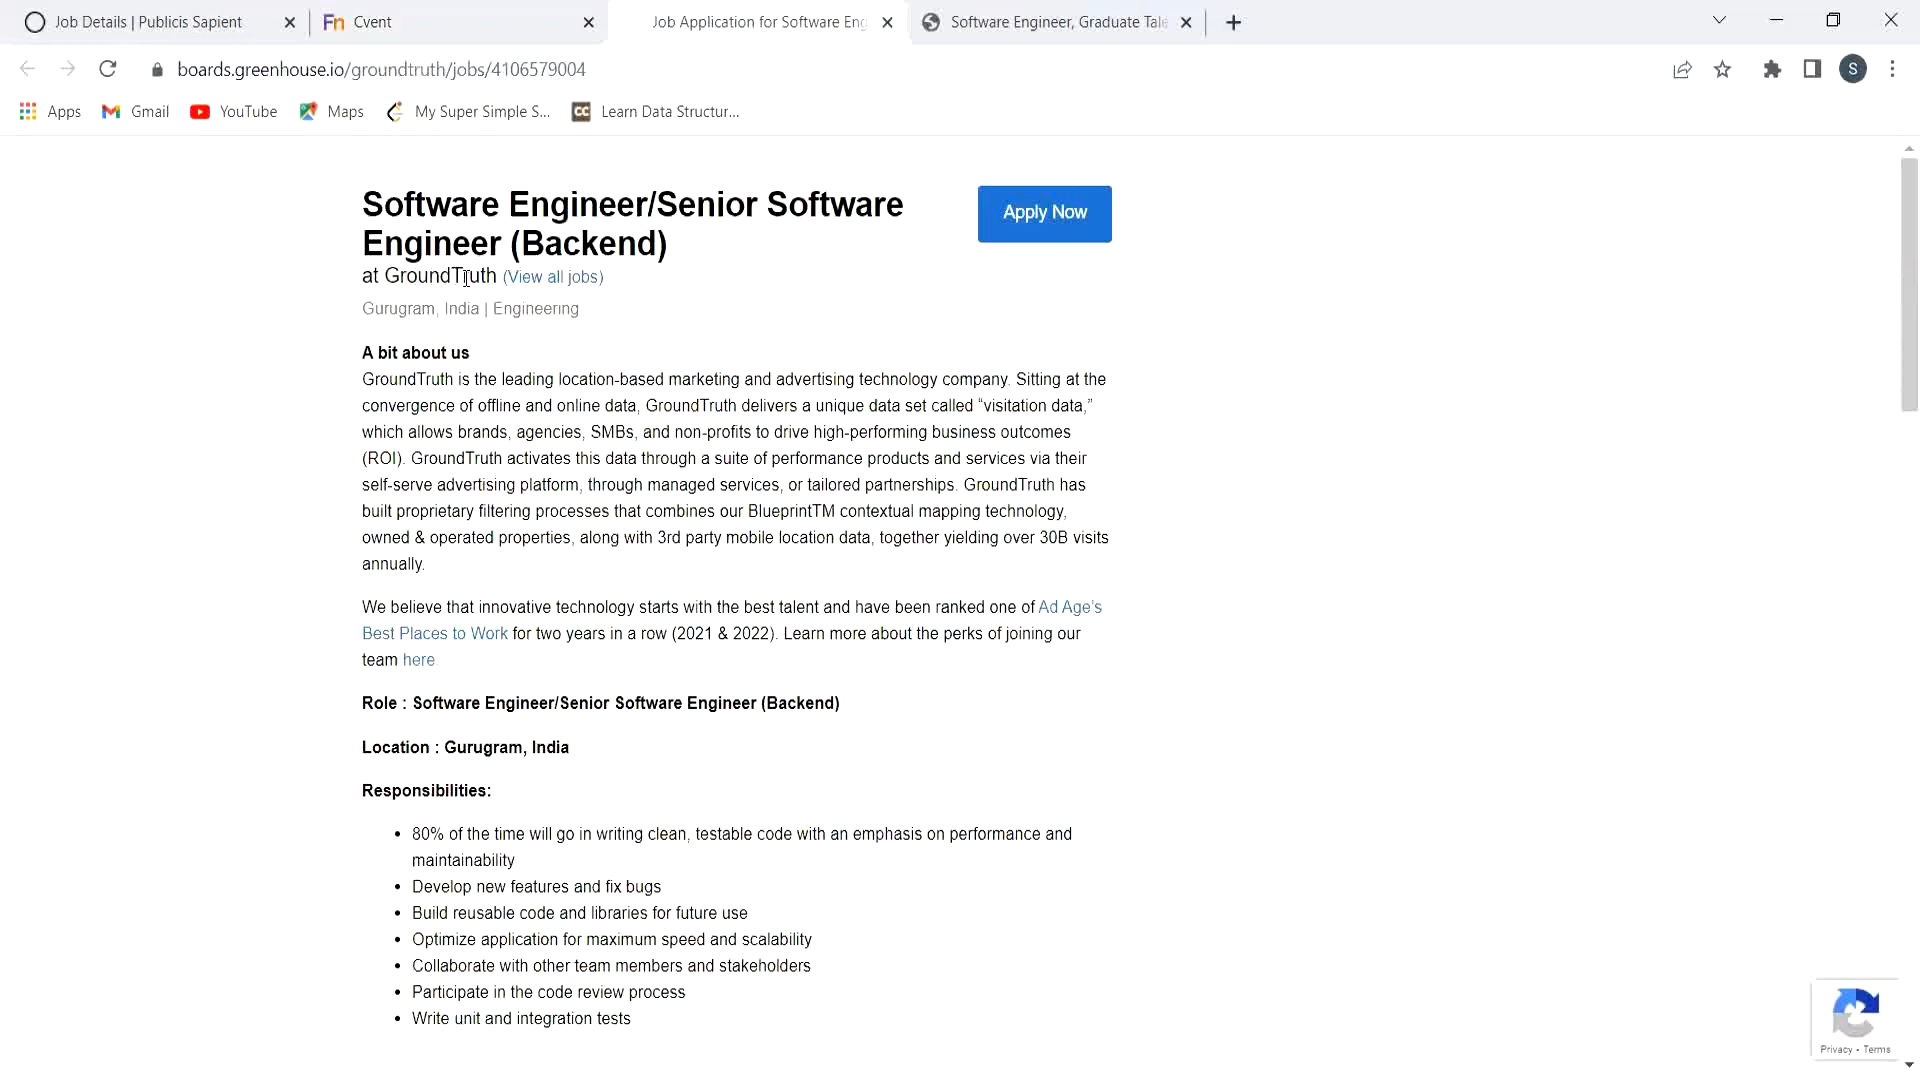 Job Details | Publicis Sapient
Fn Cvent
Job Application for Software Eng
Software Engineer, Graduate Tale
boards.greenhouse.io/groundtruth/jobs/4106579004
S
Apps
Gmail
YouTube
Maps
My Super Simple S...
CC Learn Data Structur...
Software Engineer/Senior Software
Engineer (Backend)
Apply Now
at GroundTruth (View all jobs)
Gurugram, India | Engineering
A bit about us
GroundTruth is the leading location-based marketing and advertising technology company. Sitting at the
convergence of offline and online data, GroundTruth delivers a unique data set called “visitation data,”
which allows brands, agencies, SMBs, and non-profits to drive high-performing business outcomes
(ROI). GroundTruth activates this data through a suite of performance products and services via their
self-serve advertising platform, through managed services, or tailored partnerships. GroundTruth has
built proprietary filtering processes that combines our BlueprintTM contextual mapping technology,
owned & operated properties, along with 3rd party mobile location data, together yielding over 30B visits
annually.
We believe that innovative technology starts with the best talent and have been ranked one of Ad Age’s
Best Places to Work for two years in a row (2021 & 2022). Learn more about the perks of joining our
team here
Role : Software Engineer/Senior Software Engineer (Backend)
Location : Gurugram, India
Responsibilities:
• 80% of the time will go in writing clean, testable code with an emphasis on performance and
maintainability
• Develop new features and fix bugs
• Build reusable code and libraries for future use
• Optimize application for maximum speed and scalability
• Collaborate with other team members and stakeholders
• Participate in the code review process
• Write unit and integration tests
Privacy - Terms